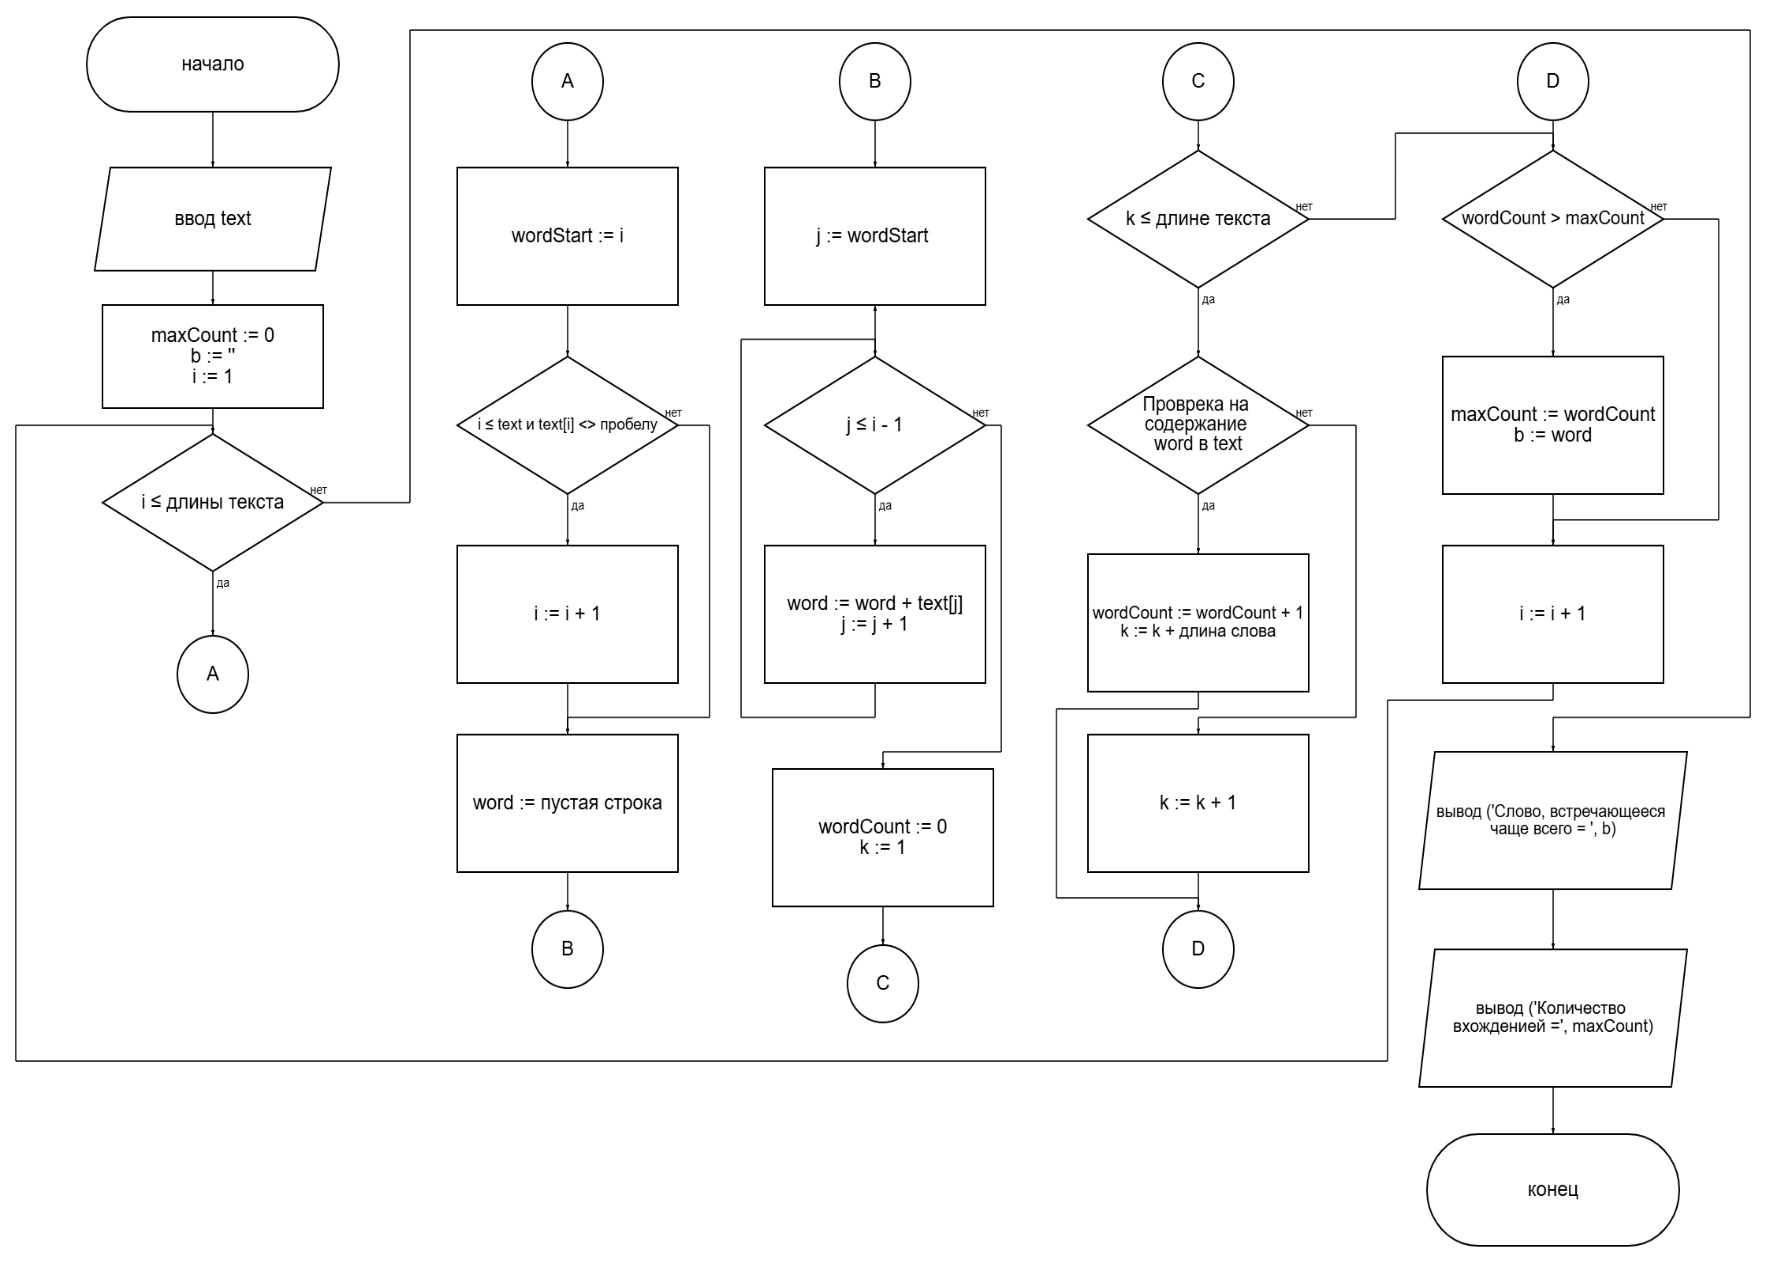 начало
ввод text
maxCount := 0
b := ''
i := 1
i ≤ длины текста
нет
да
A
A
wordStart := i
i ≤ text и text[i] <> пробелу
нет
да
i := i + 1
word := пустая строка
B
B
j := wordStart
j ≤ i - 1
нет
да
word := word + text[j]
j := j + 1
wordCount := 0
k := 1
C
C
k ≤ длине текста
нет
да
Проврека на
содержание
word в text
нет
да
wordCount := wordCount + 1
k := k + длина слова
k := k + 1
D
D
wordCount > maxCount
нет
да
maxCount := wordCount
b := word
i := i + 1
вывод ('Слово, встречающееся
чаще всего = ', b)
вывод ('Количество
вхожденией =', maxCount)
конец